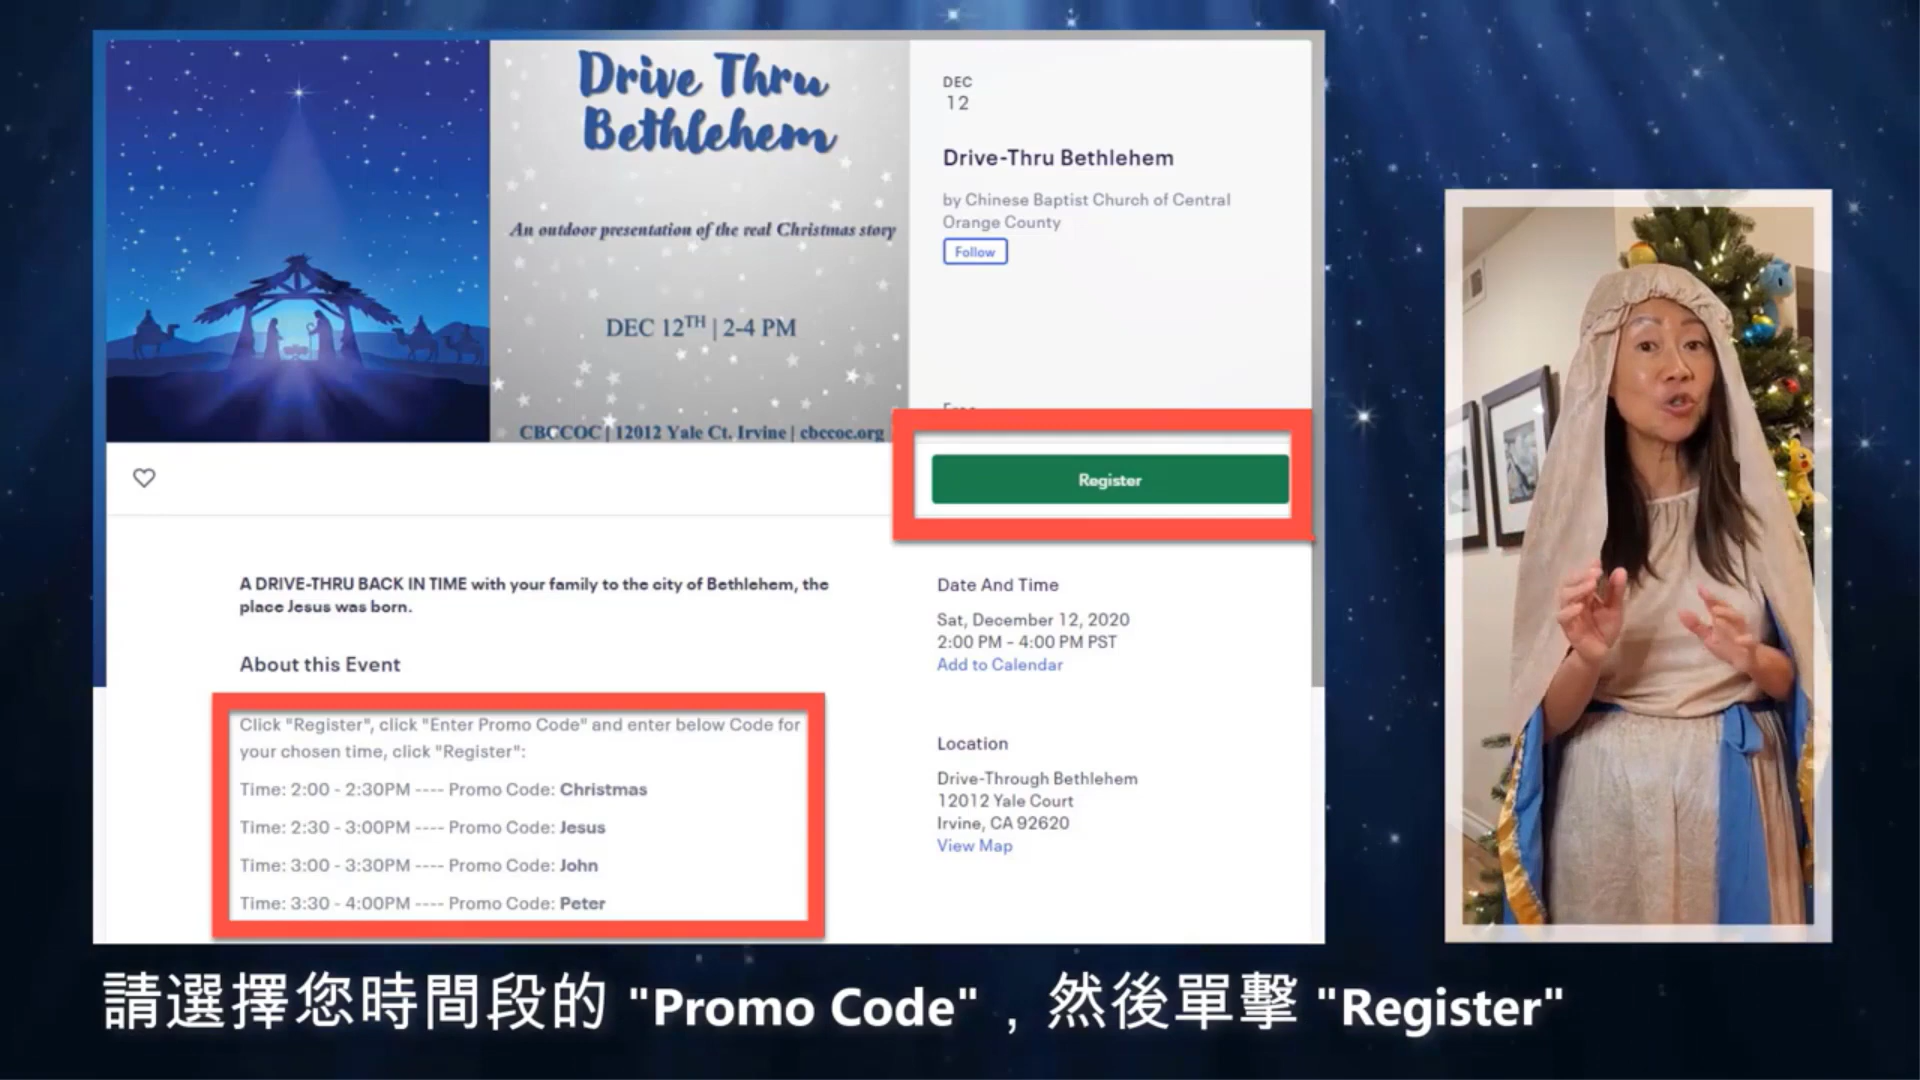 Drive Thru
Bethlehem
An outdoor presentation of the real Christmas story
DEC 12TH | 2-4 PM
CBCCOC | 12012 Yale Ct. Irvine | cbccoc.org
DEC
12
Drive-Thru Bethlehem
by Chinese Baptist Church of Central
Orange County
Follow
Free
Register
A DRIVE-THRU BACK IN TIME with your family to the city of Bethlehem, the
place Jesus was born.
About this Event
Click "Register", click "Enter Promo Code" and enter below Code for
your chosen time, click "Register":
Time: 2:00 - 2:30PM ---- Promo Code: Christmas
Time: 2:30 - 3:00PM ---- Promo Code: Jesus
Time: 3:00 - 3:30PM ---- Promo Code: John
Time: 3:30 - 4:00PM ---- Promo Code: Peter
Date And Time
Sat, December 12, 2020
2:00 PM – 4:00 PM PST
Add to Calendar
Location
Drive-Through Bethlehem
12012 Yale Court
Irvine, CA 92620
View Map
請選擇您時間段的 "Promo Code"，然後單擊 "Register"